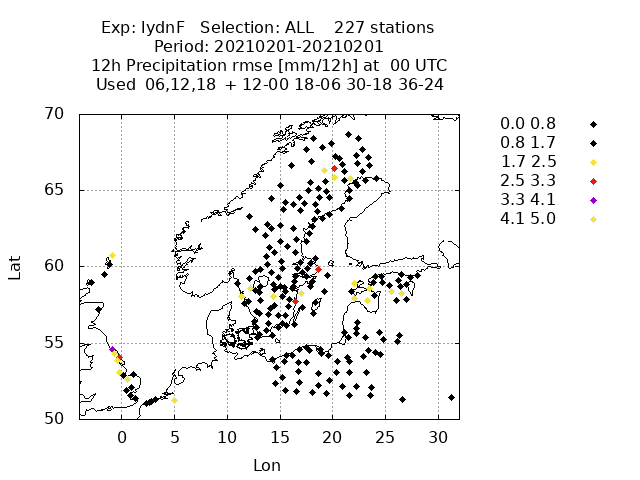 Exp: IydnF   Selection: ALL    227 stations
Period: 20210201-20210201
12h Precipitation rmse [mm/12h] at  00 UTC
Used  06,12,18  + 12-00 18-06 30-18 36-24
0.0 0.8
0.8 1.7
1.7 2.5
2.5 3.3
3.3 4.1
4.1 5.0
70
65
60
55
50
Lat
0 5 10 15 20 25 30
Lon